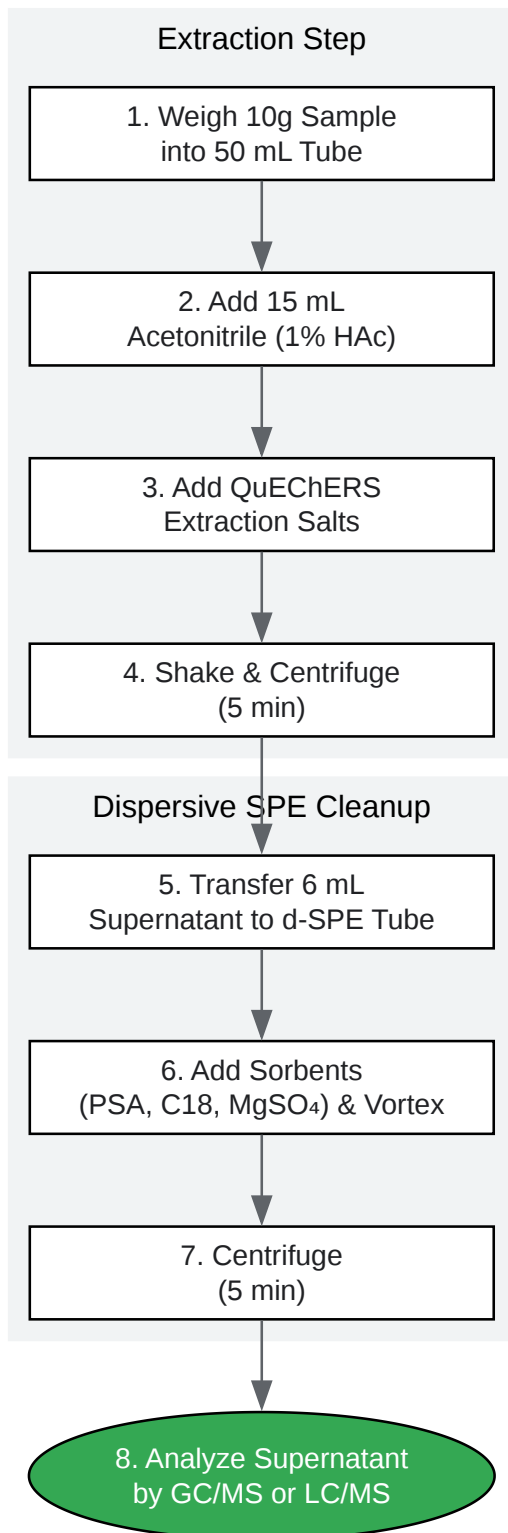 Extraction Step
1. Weigh 10g Sample
into 50 mL Tube
2. Add 15 mL
Acetonitrile (1% HAc)
3. Add QuEChERS
Extraction Salts
4. Shake & Centrifuge
(5 min)
Dispersive SPE Cleanup
5. Transfer 6 mL
Supernatant to d-SPE Tube
6. Add Sorbents
(PSA, C18, MgSO₄) & Vortex
7. Centrifuge
(5 min)
8. Analyze Supernatant
by GC/MS or LC/MS